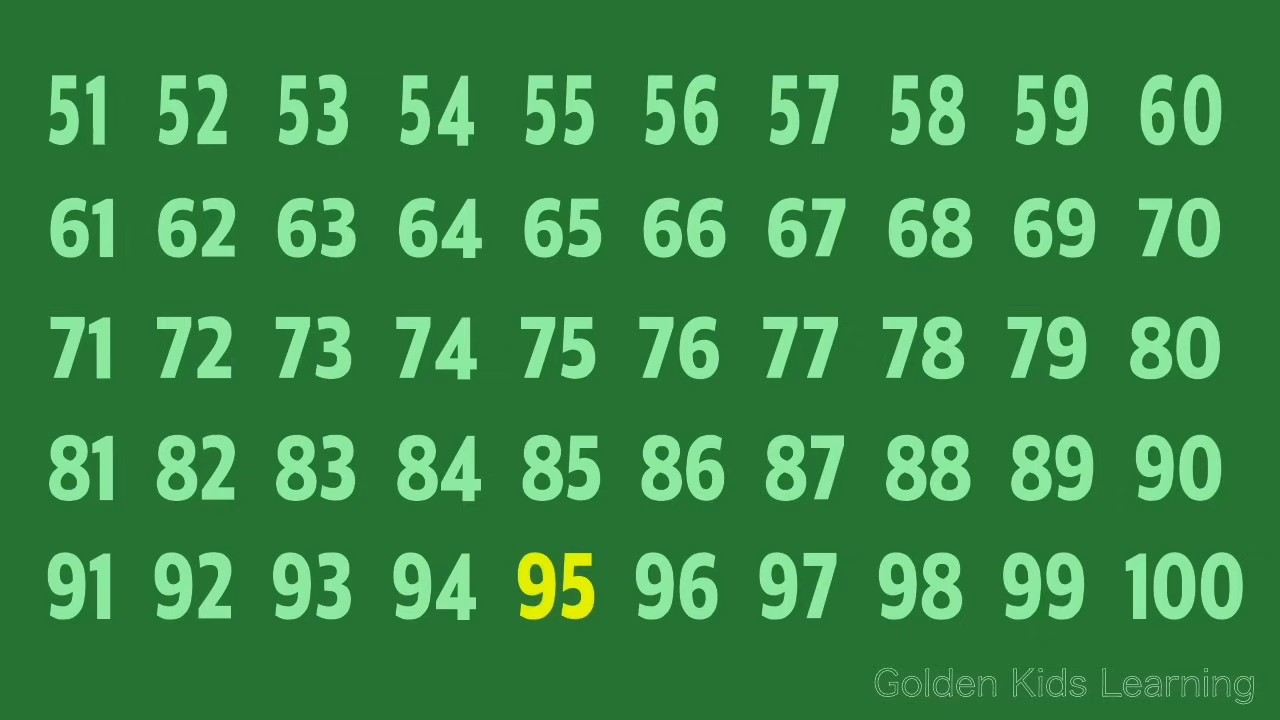 51 52 53 54 55 56 57 58 59 60
61 62 63 64 65 66 67 68 69 70
71 72 73 74 75 76 77 78 79 80
81 82 83 84 85 86 87 88 89 90
91 92 93 94 95 96 97 98 99 100
Golden Kids Learning